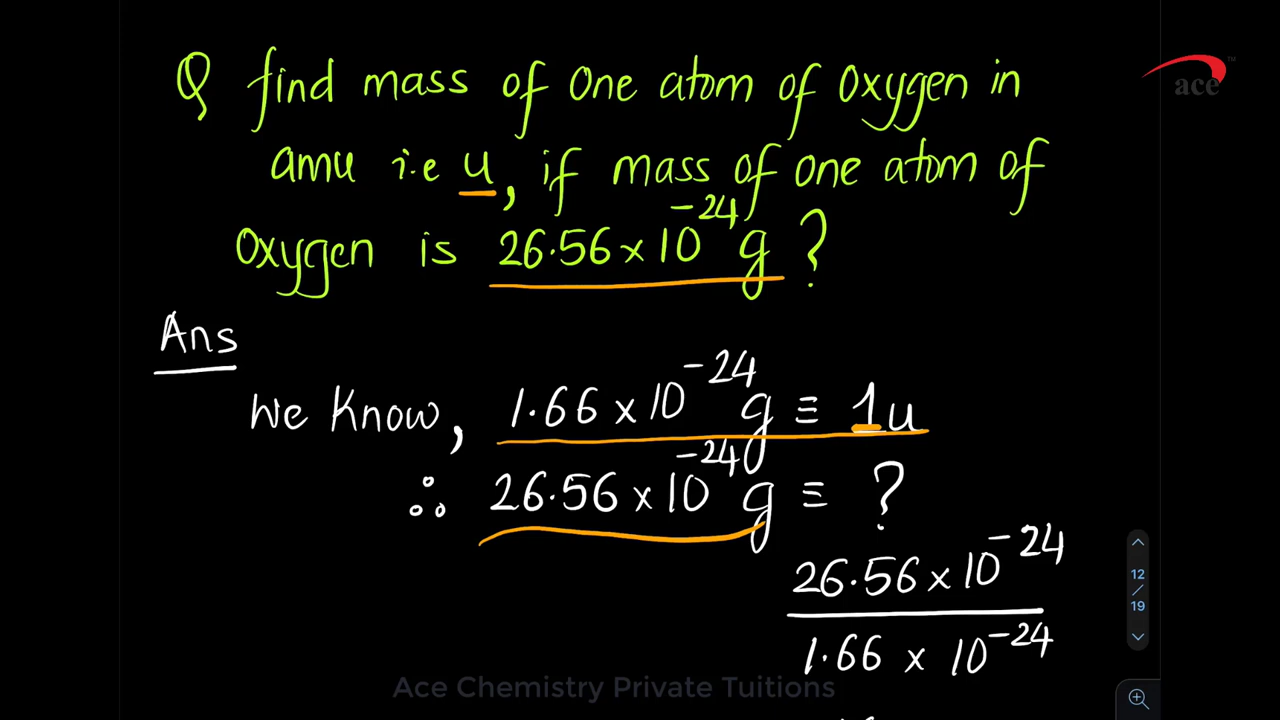 Q find mass of one atom of oxygen in
amu i.e u, if mass of one atom of
oxygen is 26.56 x 10⁻²⁴ g ?
ace™
Ans
We know, 1.66 x 10⁻²⁴ g ≡ 1u
∴ 26.56 x 10⁻²⁴ g ≡ ?
26.56 x 10⁻²⁴
1.66 x 10⁻²⁴
12
/
19
Ace Chemistry Private Tuitions